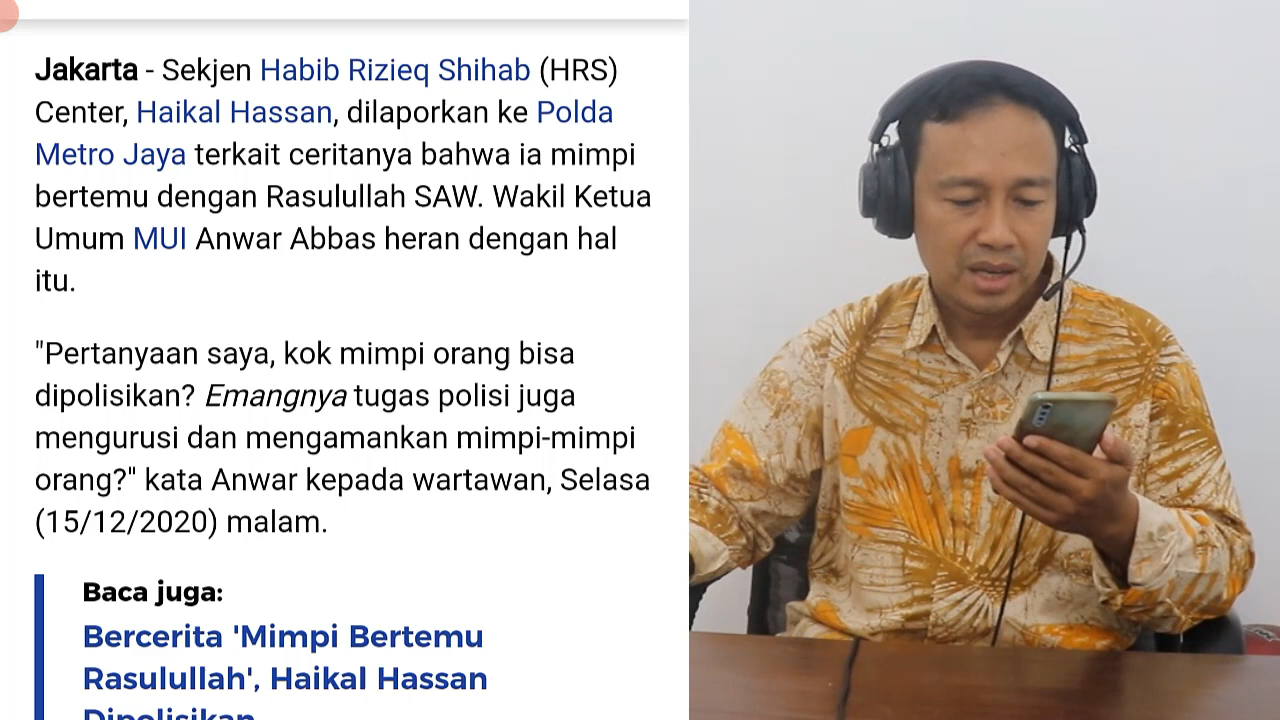 Jakarta - Sekjen Habib Rizieq Shihab (HRS)
Center, Haikal Hassan, dilaporkan ke Polda
Metro Jaya terkait ceritanya bahwa ia mimpi
bertemu dengan Rasulullah SAW. Wakil Ketua
Umum MUI Anwar Abbas heran dengan hal
itu.
"Pertanyaan saya, kok mimpi orang bisa
dipolisikan? Emangnya tugas polisi juga
mengurusi dan mengamankan mimpi-mimpi
orang?" kata Anwar kepada wartawan, Selasa
(15/12/2020) malam.
Baca juga:
Bercerita 'Mimpi Bertemu
Rasulullah', Haikal Hassan
Dipolisikan